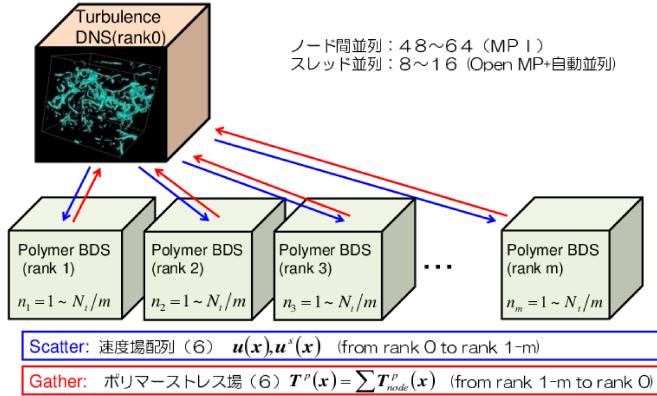 Turbulence
DNS(rank0)
ノード間並列：４８～６４（ＭＰＩ）
スレッド並列：８～１６ (Open MP+自動並列)
Polymer BDS
(rank 1)
n₁ = 1 ~ Nₜ/m
Polymer BDS
(rank 2)
n₂ = 1 ~ Nₜ/m
Polymer BDS
(rank 3)
n₃ = 1 ~ Nₜ/m
...
Polymer BDS
(rank m)
nₘ = 1 ~ Nₜ/m
Scatter: 速度場配列（6） u(x),uˢ(x) (from rank 0 to rank 1-m)
Gather: ポリマーストレス場（6） Tᵖ(x) = ∑ Tᵖ_node(x) (from rank 1-m to rank 0)